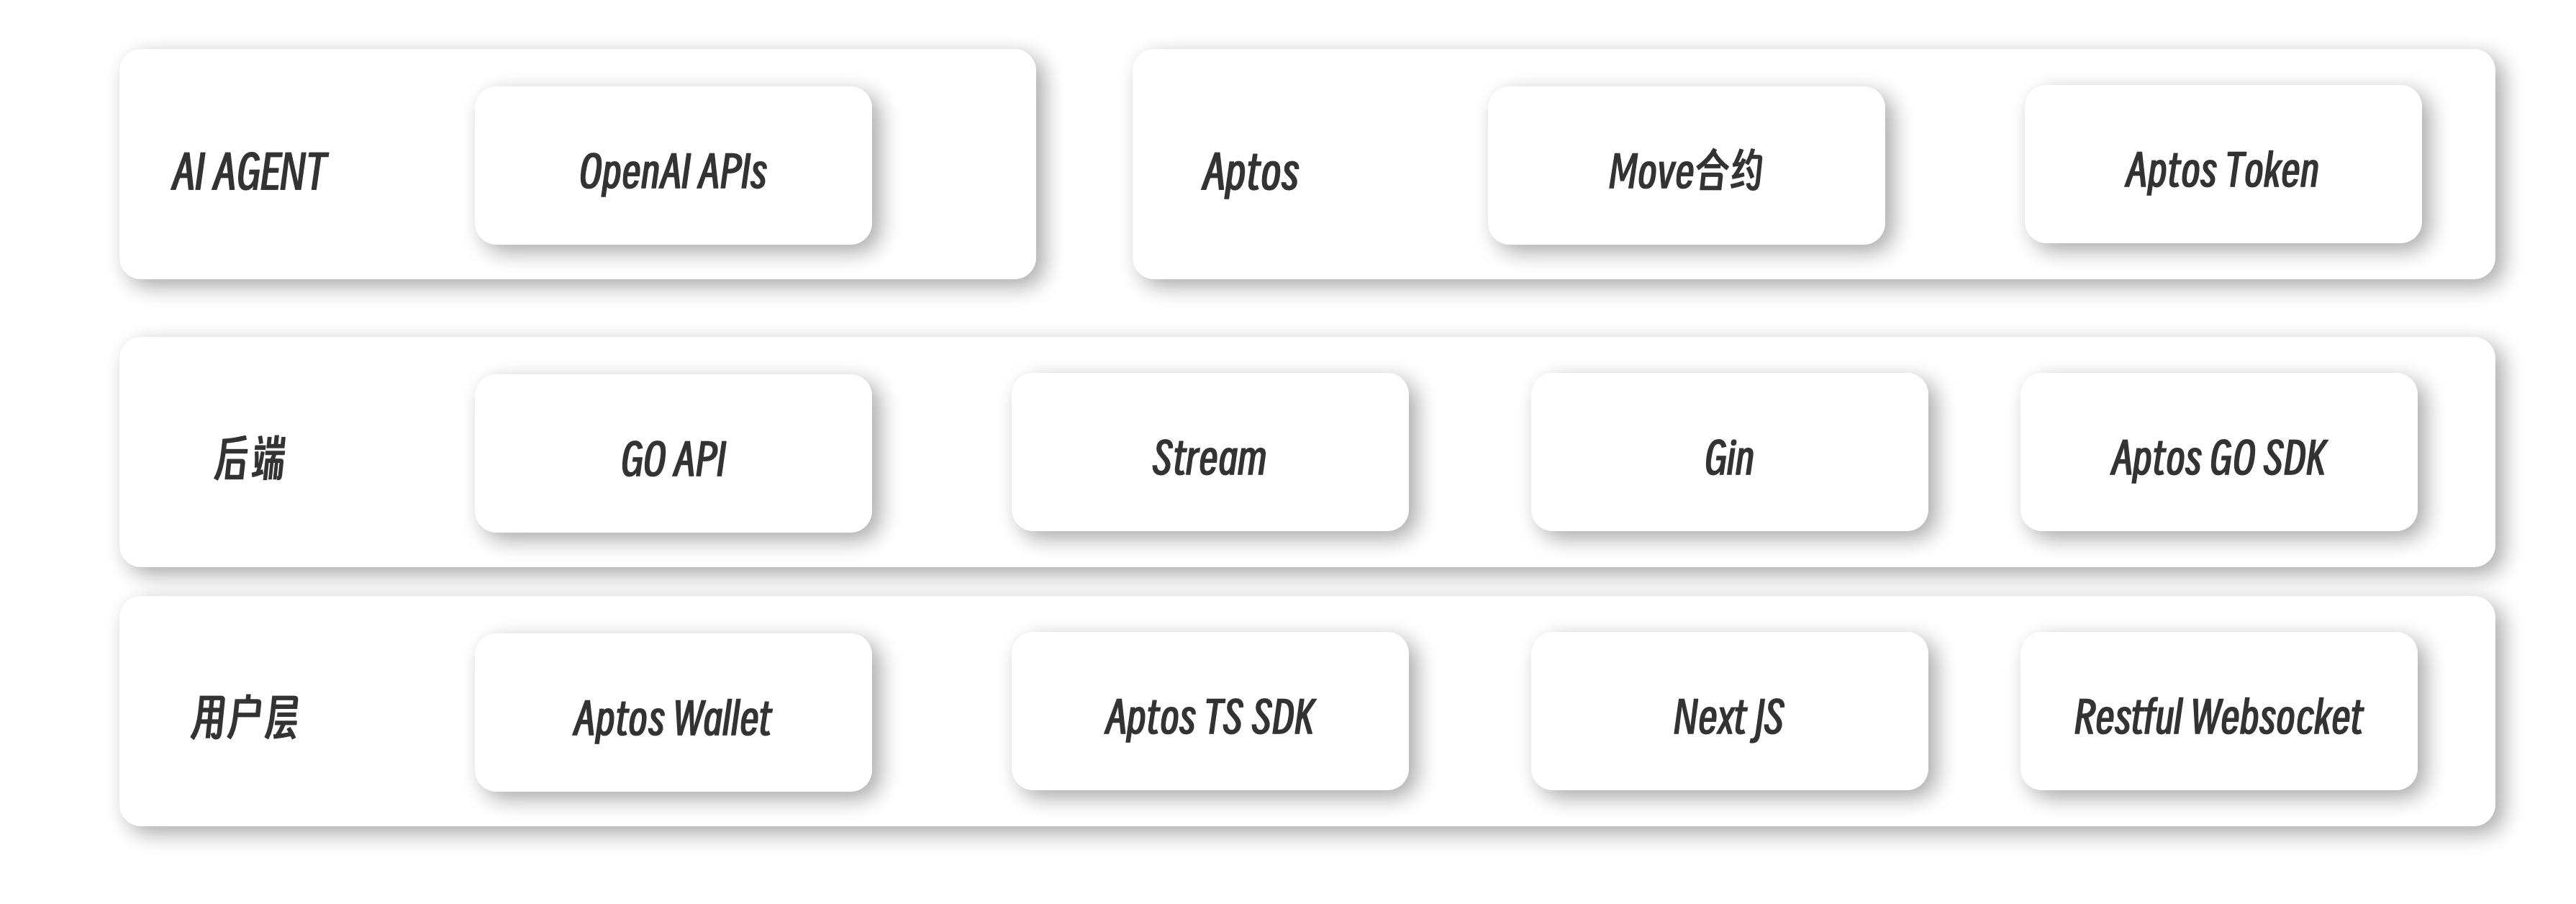 AI AGENT
OpenAI APIs
Aptos
Move合约
Aptos Token
后端
GO API
Stream
Gin
Aptos GO SDK
用户层
Aptos Wallet
Aptos TS SDK
Next JS
Restful Websocket